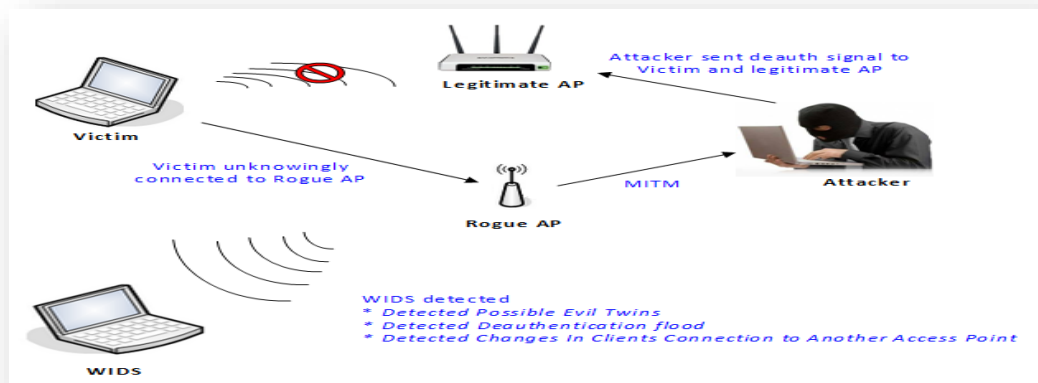 Attacker sent deauth signal to
Victim and legitimate AP
Legitimate AP
Victim
Victim unknowingly
connected to Rogue AP
MITM
Attacker
Rogue AP
WIDS detected
* Detected Possible Evil Twins
* Detected Deauthentication flood
* Detected Changes In Clients Connection to Another Access Point
WIDS